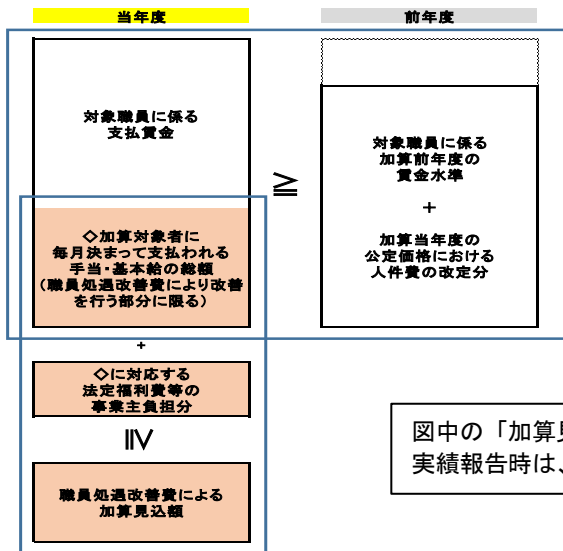 当年度
前年度
対象職員に係る
支払賃金
≧
対象職員に係る
加算前年度の
賃金水準
+
加算当年度の
公定価格における
人件費の改定分
◇加算対象者に
毎月決まって支払われる
手当・基本給の総額
(職員処遇改善費により改善
を行う部分に限る)
+
◇に対応する
法定福利費等の
事業主負担分
≧
職員処遇改善費による
加算見込額
図中の「加算見
実績報告時は、